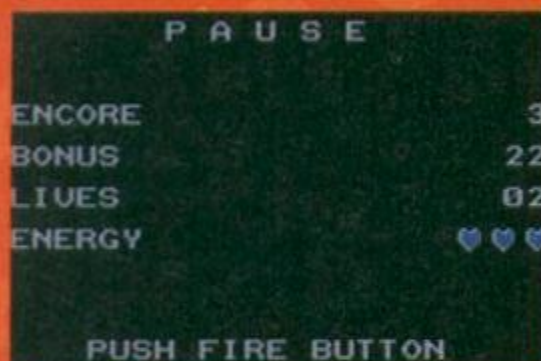 PAUSE
ENCORE 3
BONUS 22
LIVES 02
ENERGY
PUSH FIRE BUTTON